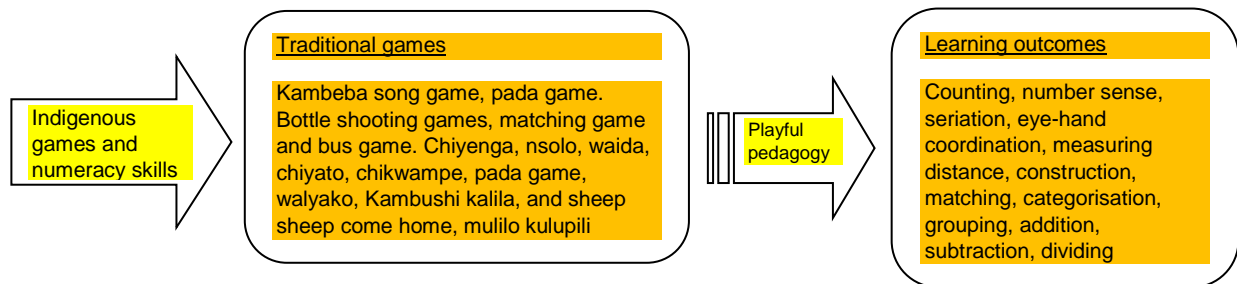 Indigenous
games and
numeracy skills
Traditional games
Kambeba song game, pada game.
Bottle shooting games, matching game
and bus game. Chiyenga, nsolo, waida,
chiyato, chikwampe, pada game,
walyako, Kambushi kalila, and sheep
sheep come home, mulilo kulupili
Playful
pedagogy
Learning outcomes
Counting, number sense,
seriation, eye-hand
coordination, measuring
distance, construction,
matching, categorisation,
grouping, addition,
subtraction, dividing